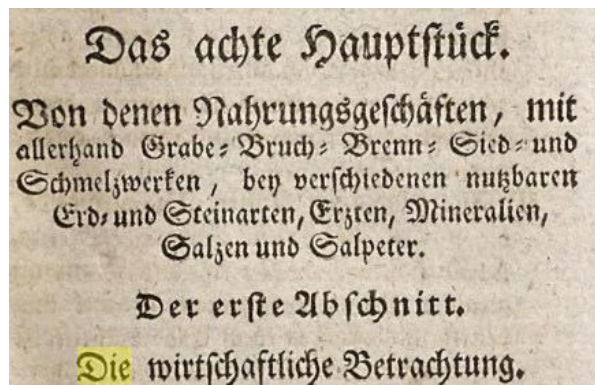 Das achte Hauptſtück.
Von denen Nahrungsgeſchäften, mit
allerhand Grabe⸗ Bruch⸗ Brenn⸗ Sied⸗ und
Schmelzwerken, bey verſchiedenen nutzbaren
Erd⸗ und Steinarten, Erzten, Mineralien,
Salzen und Salpeter.
Der erſte Abſchnitt.
Die wirtſchaftliche Betrachtung.